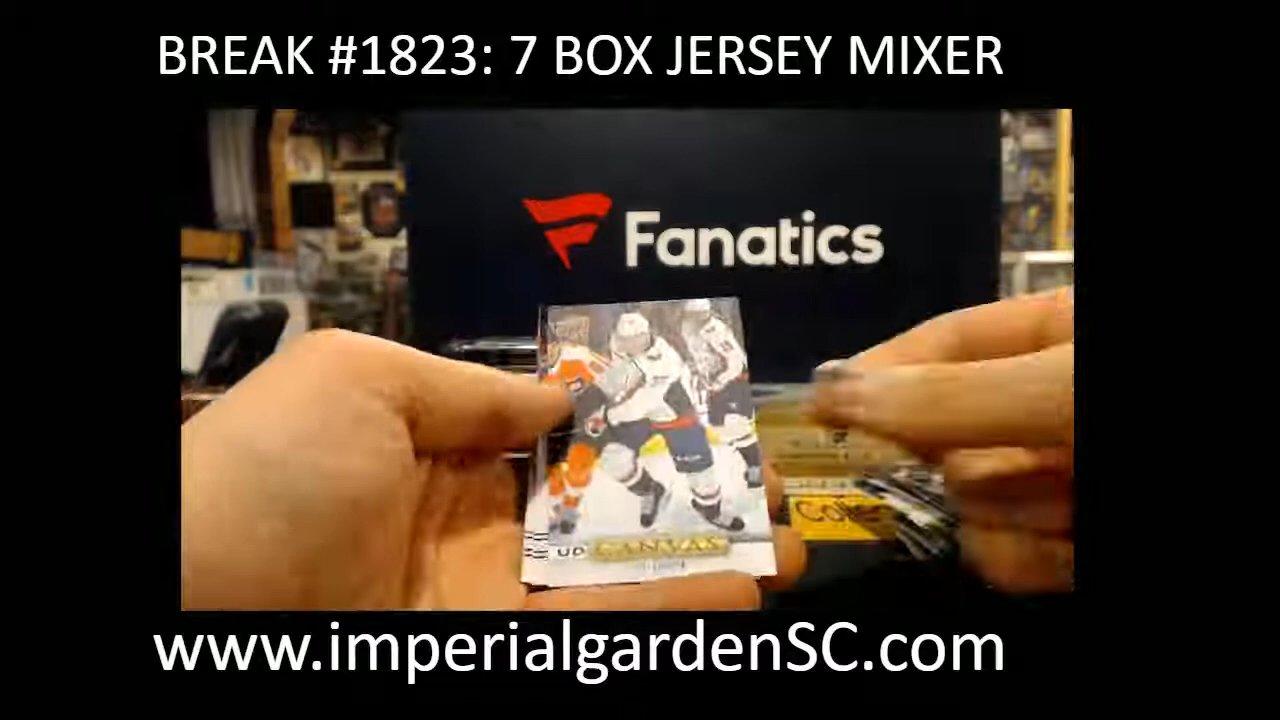 BREAK #1823: 7 BOX JERSEY MIXER
Fanatics
UD CANVAS
www.imperialgardenSC.com